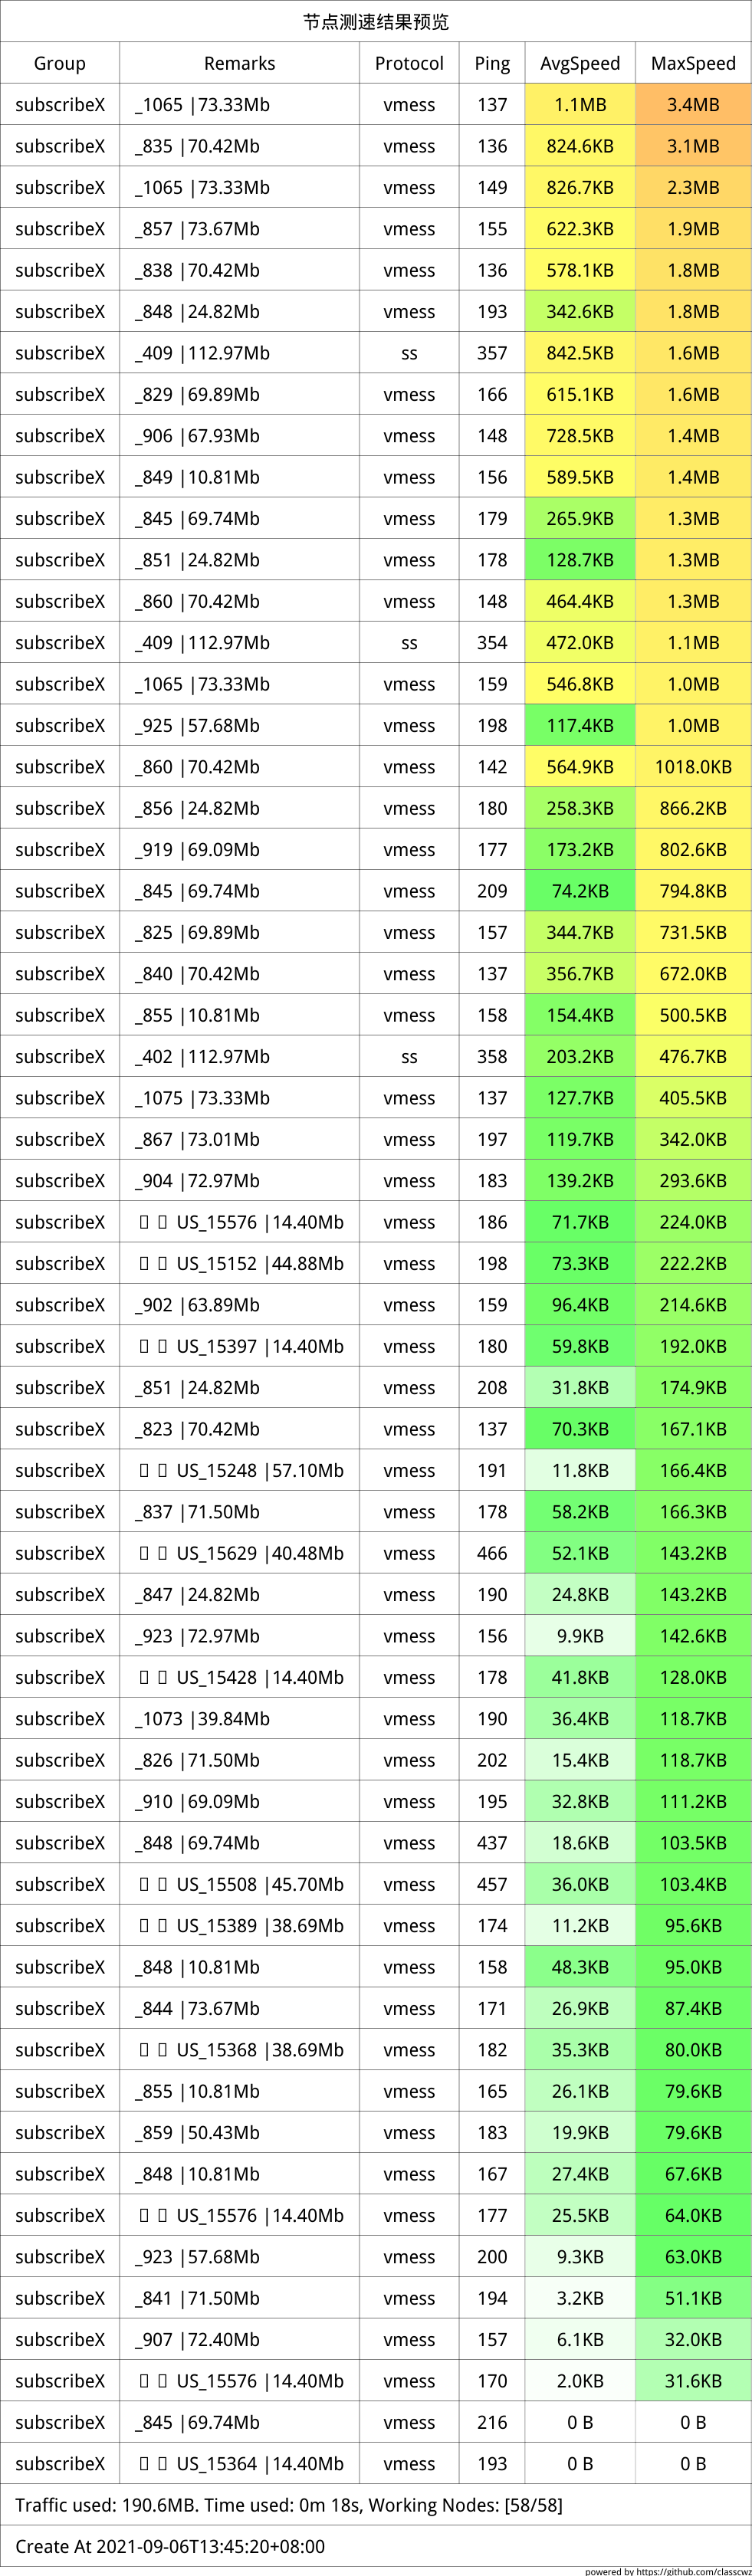 节点测速结果预览
Group Remarks Protocol Ping AvgSpeed MaxSpeed
subscribeX _1065 |73.33Mb vmess 137 1.1MB 3.4MB
subscribeX _835 |70.42Mb vmess 136 824.6KB 3.1MB
subscribeX _1065 |73.33Mb vmess 149 826.7KB 2.3MB
subscribeX _857 |73.67Mb vmess 155 622.3KB 1.9MB
subscribeX _838 |70.42Mb vmess 136 578.1KB 1.8MB
subscribeX _848 |24.82Mb vmess 193 342.6KB 1.8MB
subscribeX _409 |112.97Mb ss 357 842.5KB 1.6MB
subscribeX _829 |69.89Mb vmess 166 615.1KB 1.6MB
subscribeX _906 |67.93Mb vmess 148 728.5KB 1.4MB
subscribeX _849 |10.81Mb vmess 156 589.5KB 1.4MB
subscribeX _845 |69.74Mb vmess 179 265.9KB 1.3MB
subscribeX _851 |24.82Mb vmess 178 128.7KB 1.3MB
subscribeX _860 |70.42Mb vmess 148 464.4KB 1.3MB
subscribeX _409 |112.97Mb ss 354 472.0KB 1.1MB
subscribeX _1065 |73.33Mb vmess 159 546.8KB 1.0MB
subscribeX _925 |57.68Mb vmess 198 117.4KB 1.0MB
subscribeX _860 |70.42Mb vmess 142 564.9KB 1018.0KB
subscribeX _856 |24.82Mb vmess 180 258.3KB 866.2KB
subscribeX _919 |69.09Mb vmess 177 173.2KB 802.6KB
subscribeX _845 |69.74Mb vmess 209 74.2KB 794.8KB
subscribeX _825 |69.89Mb vmess 157 344.7KB 731.5KB
subscribeX _840 |70.42Mb vmess 137 356.7KB 672.0KB
subscribeX _855 |10.81Mb vmess 158 154.4KB 500.5KB
subscribeX _402 |112.97Mb ss 358 203.2KB 476.7KB
subscribeX _1075 |73.33Mb vmess 137 127.7KB 405.5KB
subscribeX _867 |73.01Mb vmess 197 119.7KB 342.0KB
subscribeX _904 |72.97Mb vmess 183 139.2KB 293.6KB
subscribeX US_15576 |14.40Mb vmess 186 71.7KB 224.0KB
subscribeX US_15152 |44.88Mb vmess 198 73.3KB 222.2KB
subscribeX _902 |63.89Mb vmess 159 96.4KB 214.6KB
subscribeX US_15397 |14.40Mb vmess 180 59.8KB 192.0KB
subscribeX _851 |24.82Mb vmess 208 31.8KB 174.9KB
subscribeX _823 |70.42Mb vmess 137 70.3KB 167.1KB
subscribeX US_15248 |57.10Mb vmess 191 11.8KB 166.4KB
subscribeX _837 |71.50Mb vmess 178 58.2KB 166.3KB
subscribeX US_15629 |40.48Mb vmess 466 52.1KB 143.2KB
subscribeX _847 |24.82Mb vmess 190 24.8KB 143.2KB
subscribeX _923 |72.97Mb vmess 156 9.9KB 142.6KB
subscribeX US_15428 |14.40Mb vmess 178 41.8KB 128.0KB
subscribeX _1073 |39.84Mb vmess 190 36.4KB 118.7KB
subscribeX _826 |71.50Mb vmess 202 15.4KB 118.7KB
subscribeX _910 |69.09Mb vmess 195 32.8KB 111.2KB
subscribeX _848 |69.74Mb vmess 437 18.6KB 103.5KB
subscribeX US_15508 |45.70Mb vmess 457 36.0KB 103.4KB
subscribeX US_15389 |38.69Mb vmess 174 11.2KB 95.6KB
subscribeX _848 |10.81Mb vmess 158 48.3KB 95.0KB
subscribeX _844 |73.67Mb vmess 171 26.9KB 87.4KB
subscribeX US_15368 |38.69Mb vmess 182 35.3KB 80.0KB
subscribeX _855 |10.81Mb vmess 165 26.1KB 79.6KB
subscribeX _859 |50.43Mb vmess 183 19.9KB 79.6KB
subscribeX _848 |10.81Mb vmess 167 27.4KB 67.6KB
subscribeX US_15576 |14.40Mb vmess 177 25.5KB 64.0KB
subscribeX _923 |57.68Mb vmess 200 9.3KB 63.0KB
subscribeX _841 |71.50Mb vmess 194 3.2KB 51.1KB
subscribeX _907 |72.40Mb vmess 157 6.1KB 32.0KB
subscribeX US_15576 |14.40Mb vmess 170 2.0KB 31.6KB
subscribeX _845 |69.74Mb vmess 216 0 B 0 B
subscribeX US_15364 |14.40Mb vmess 193 0 B 0 B
Traffic used: 190.6MB. Time used: 0m 18s, Working Nodes: [58/58]
Create At 2021-09-06T13:45:20+08:00
powered by https://github.com/classcwz